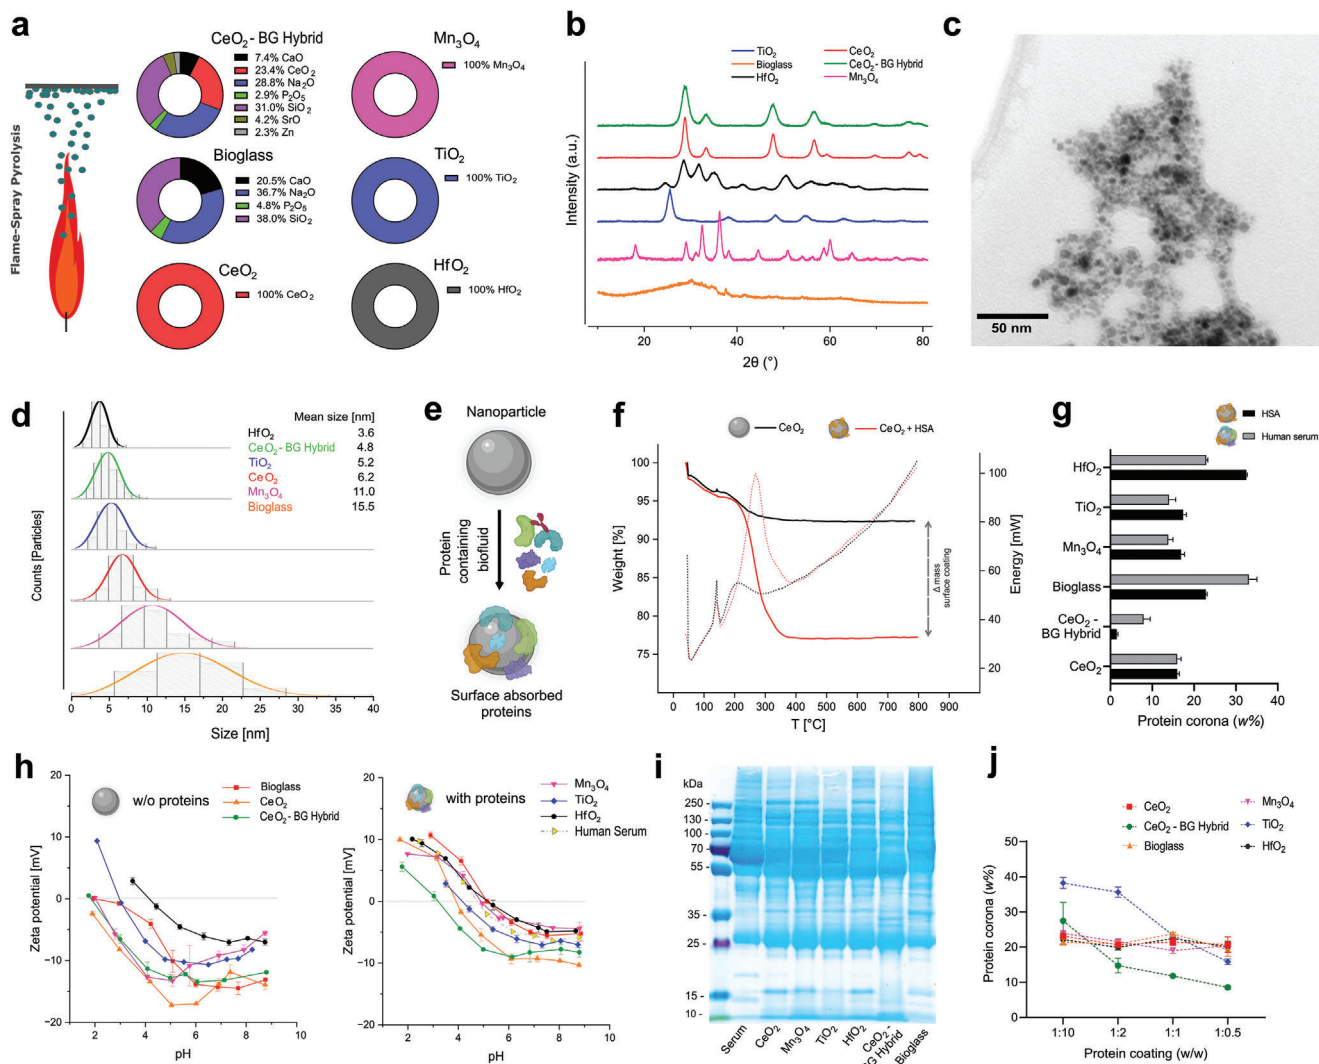 a
Flame-Spray Pyrolysis
CeO2 - BG Hybrid
7.4% CaO
23.4% CeO2
28.8% Na2O
2.9% P2O5
31.0% SiO2
4.2% SrO
2.3% Zn
Mn3O4
100% Mn3O4
Bioglass
20.5% CaO
36.7% Na2O
4.8% P2O5
38.0% SiO2
TiO2
100% TiO2
CeO2
100% CeO2
HfO2
100% HfO2
b
TiO2
Bioglass
HfO2
CeO2
CeO2 - BG Hybrid
Mn3O4
Intensity (a.u.)
20 40 60 80
2θ (°)
c
50 nm
d
Mean size [nm]
HfO2 3.6
CeO2 - BG Hybrid 4.8
TiO2 5.2
CeO2 6.2
Mn3O4 11.0
Bioglass 15.5
Counts [Particles]
0 5 10 15 20 25 30 35 40
Size [nm]
e
Nanoparticle
Protein
containing
biofluid
Surface absorbed
proteins
f
CeO2
CeO2 + HSA
Weight [%]
100
95
90
85
80
75
Energy [mW]
100
80
60
40
20
Δ mass
surface coating
0 100 200 300 400 500 600 700 800 900
T [°C]
g
HSA
Human serum
HfO2
TiO2
Mn3O4
Bioglass
CeO2 -
BG Hybrid
CeO2
0 10 20 30 40
Protein corona (w%)
h
w/o proteins
Bioglass
CeO2
CeO2 - BG Hybrid
Zeta potential [mV]
20
10
0
−10
−20
2 4 6 8 10
pH
with proteins
Mn3O4
TiO2
HfO2
Human Serum
Zeta potential [mV]
20
10
0
−10
−20
2 4 6 8 10
pH
i
kDa
250 -
130 -
100 -
70 -
55 -
35 -
25 -
15 -
10 -
Serum
CeO2
Mn3O4
TiO2
HfO2
CeO2 -
BG Hybrid
Bioglass
j
CeO2
CeO2 - BG Hybrid
Bioglass
Mn3O4
TiO2
HfO2
Protein corona (w%)
50
40
30
20
10
0
1:10 1:2 1:1 1:0.5
Protein coating (w/w)